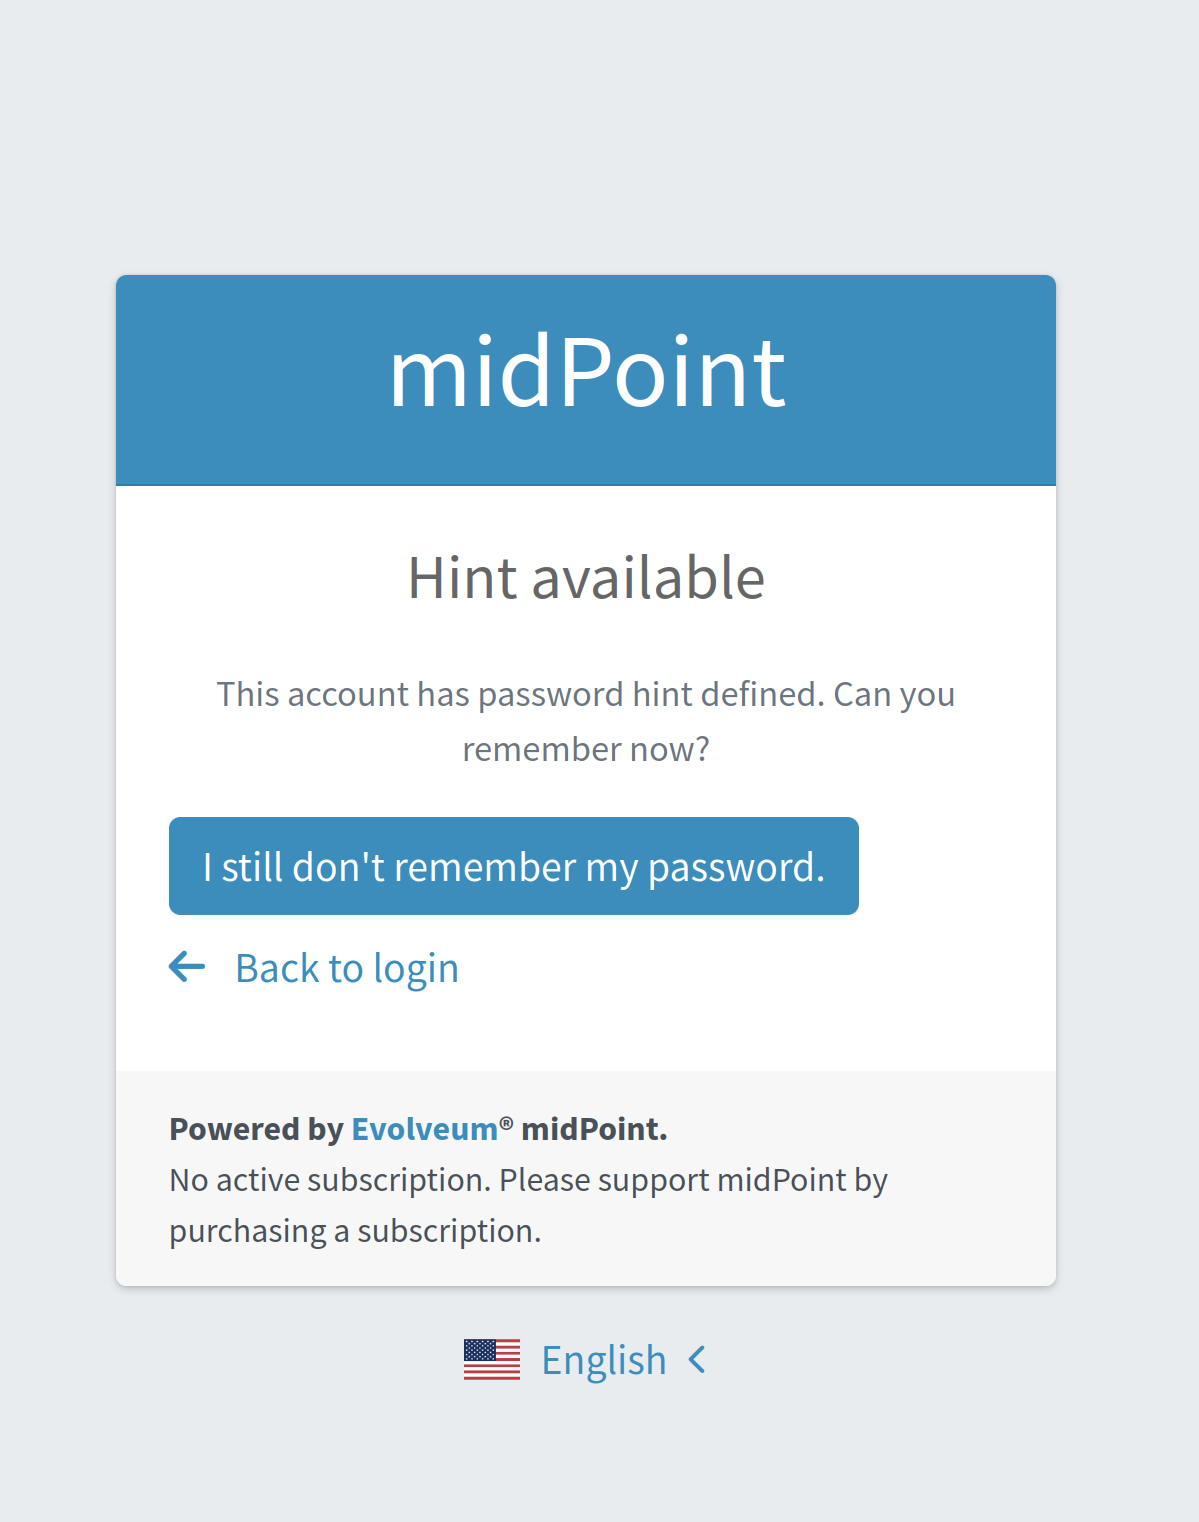 midPoint
Hint available
This account has password hint defined. Can you
remember now?
I still don't remember my password.
Back to login
Powered by Evolveum® midPoint.
No active subscription. Please support midPoint by
purchasing a subscription.
English